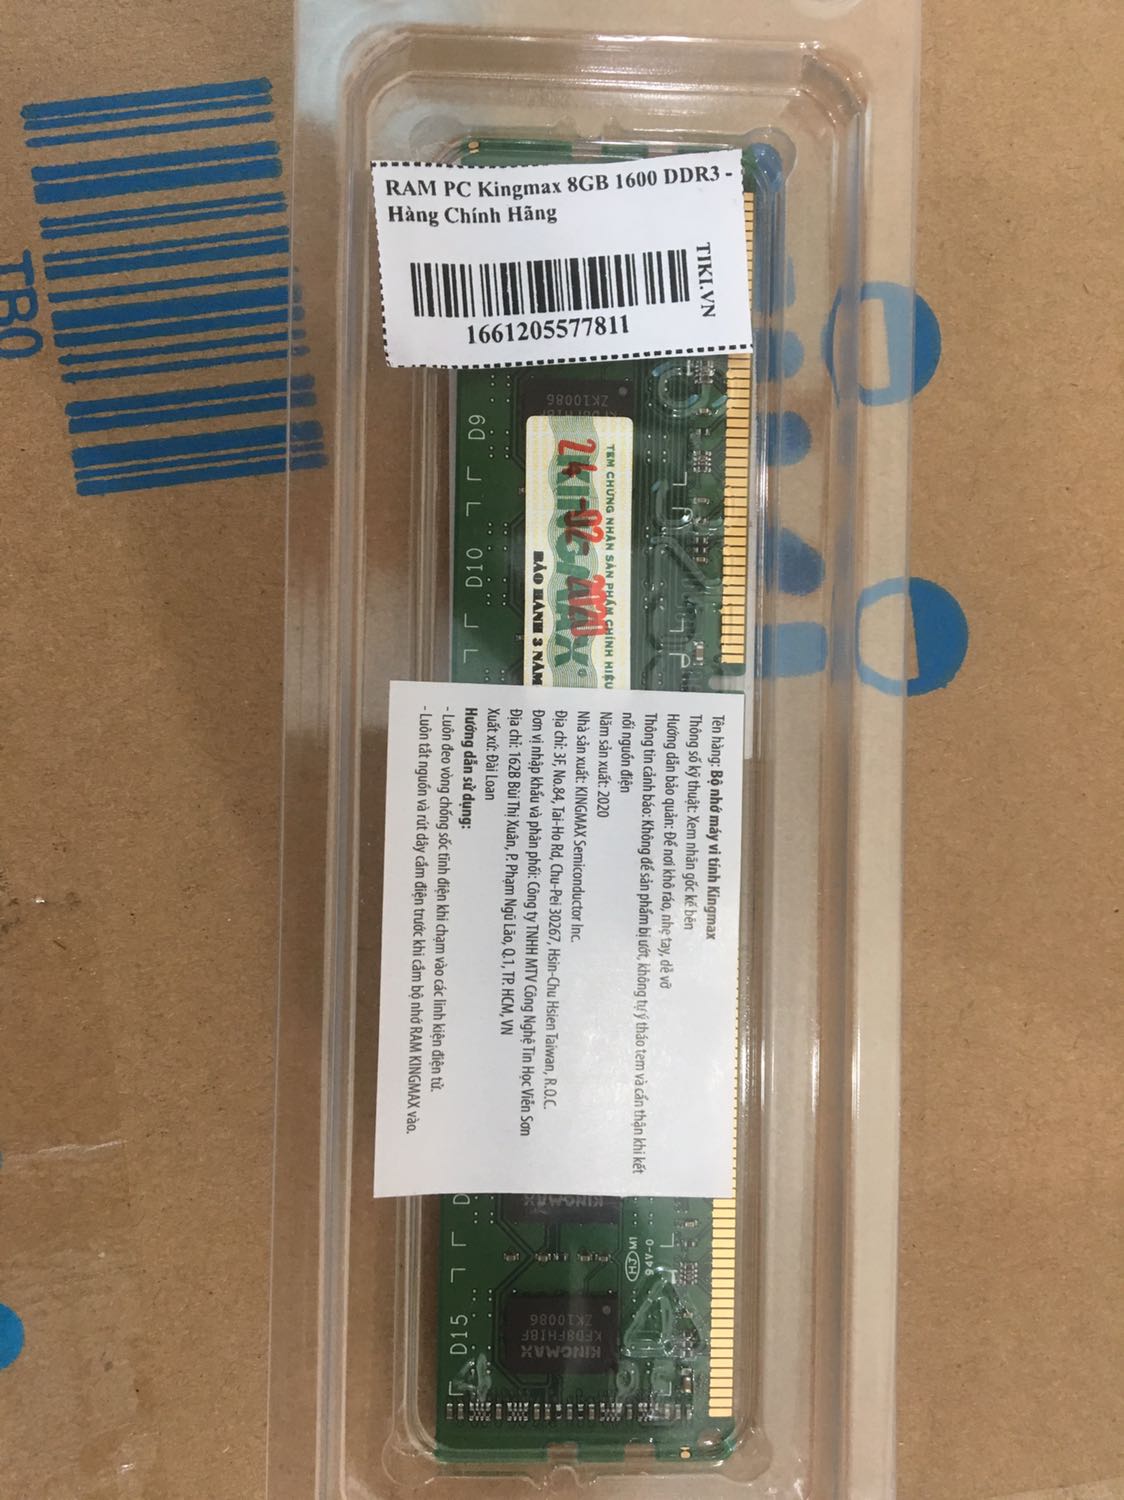 RAM PC Kingmax 8GB 1600 DDR3 -
Hàng Chính Hãng
TIKI.VN
1661205577811
TEM CHỨNG NHẬN SẢN PHẨM CHÍNH HIỆU
KINGMAX
BẢO HÀNH 3 NĂM
Tên hàng: Bộ nhớ máy vi tính Kingmax
Thông số kỹ thuật: Xem nhãn gốc kế bên
Hướng dẫn bảo quản: Để nơi khô ráo, nhẹ tay, dễ vỡ
Thông tin cảnh báo: Không để sản phẩm bị ướt, không tự ý tháo tem và cẩn thận khi kết
nối nguồn điện
Năm sản xuất: 2020
Nhà sản xuất: KINGMAX Semiconductor Inc.
Địa chỉ: 3F, No.84, Tai-Ho Rd, Chu-Pei 30267, Hsin-Chu Hsien Taiwan, R.O.C.
Đơn vị nhập khẩu và phân phối: Công ty TNHH MTV Công Nghệ Tin Học Viễn Sơn
Địa chỉ: 162B Bùi Thị Xuân, P. Phạm Ngũ Lão, Q.1, TP. HCM, VN
Xuất xứ: Đài Loan
Hướng dẫn sử dụng:
- Luôn đeo vòng chống sốc tĩnh điện khi chạm vào các linh kiện điện tử.
- Luôn tắt nguồn và rút dây cắm điện trước khi cắm bộ nhớ RAM KINGMAX vào.
D9
D10
D15
ZK10086
KINGMAX
94V-0
HJ M1
KINGMAX
KFD8FHIBF
ZK10086
TB0